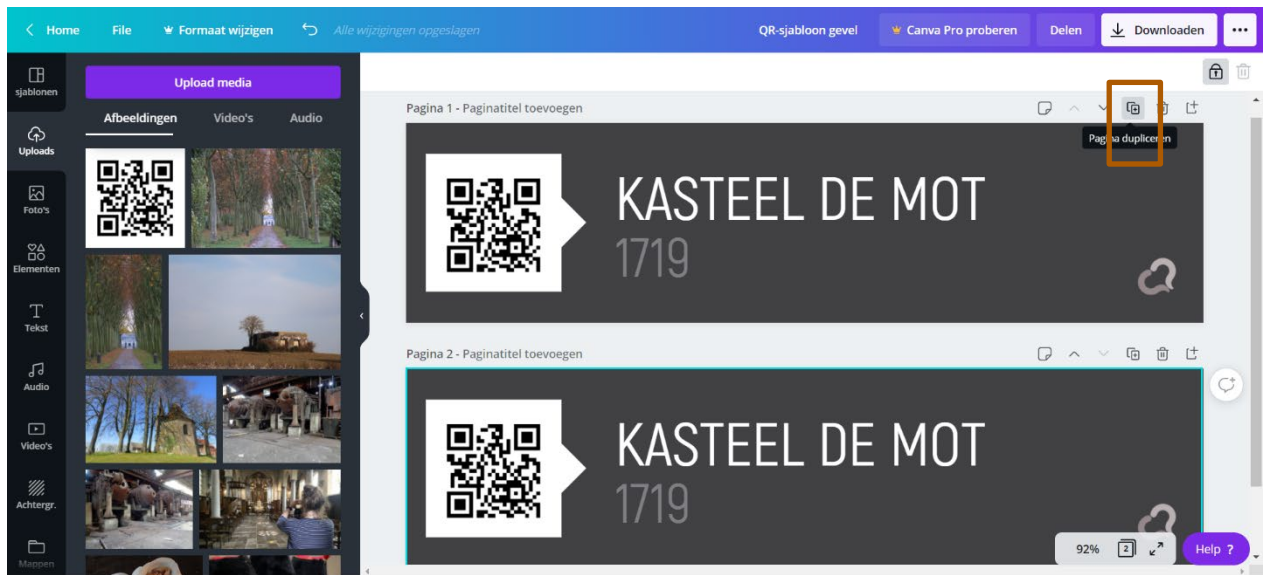 Home File Formaat wijzigen Alle wijzigingen opgeslagen QR-sjabloon gevel Canva Pro proberen Delen Downloaden
sjablonen
Uploads
Foto's
Elementen
Tekst
Audio
Video's
Achtergr.
Mappen
Upload media
Afbeeldingen Video's Audio
Pagina 1 - Paginatitel toevoegen
Pagina dupliceren
KASTEEL DE MOT
1719
Pagina 2 - Paginatitel toevoegen
KASTEEL DE MOT
1719
92% 2 Help ?